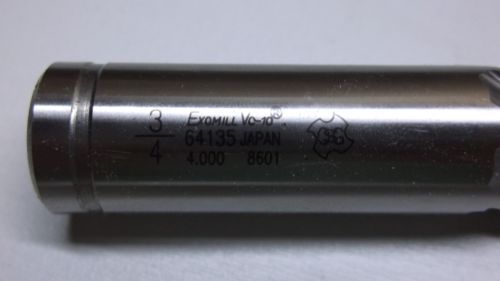 3/4
EXOMILL VC-10®
64135 JAPAN
4.000 8601
OSG